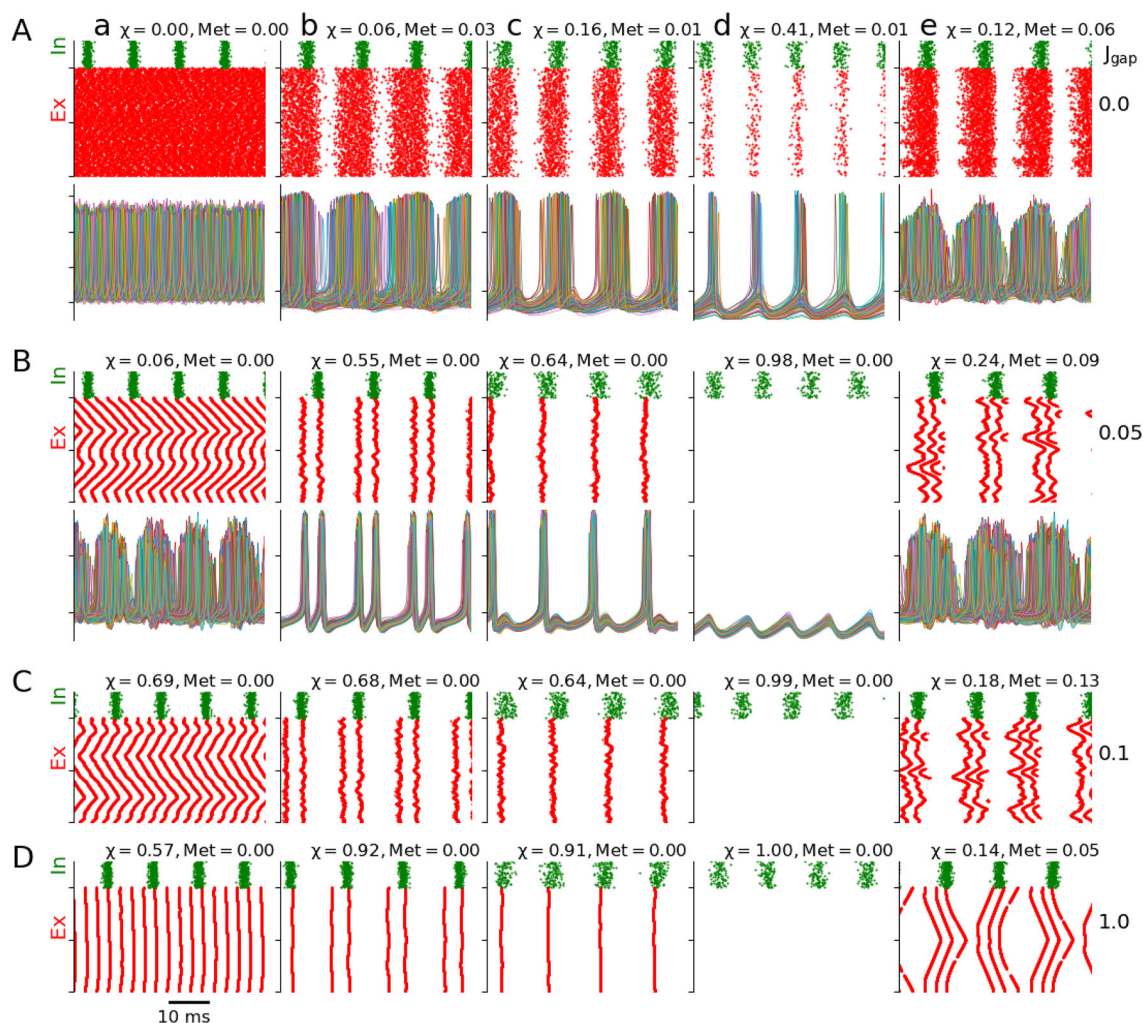 A a b c d e
χ = 0.00, Met = 0.00 χ = 0.06, Met = 0.03 χ = 0.16, Met = 0.01 χ = 0.41, Met = 0.01 χ = 0.12, Met = 0.06
In
J_gap
Ex
0.0
B
χ = 0.06, Met = 0.00 χ = 0.55, Met = 0.00 χ = 0.64, Met = 0.00 χ = 0.98, Met = 0.00 χ = 0.24, Met = 0.09
In
Ex
0.05
C
χ = 0.69, Met = 0.00 χ = 0.68, Met = 0.00 χ = 0.64, Met = 0.00 χ = 0.99, Met = 0.00 χ = 0.18, Met = 0.13
In
Ex
0.1
D
χ = 0.57, Met = 0.00 χ = 0.92, Met = 0.00 χ = 0.91, Met = 0.00 χ = 1.00, Met = 0.00 χ = 0.14, Met = 0.05
In
Ex
1.0
10 ms